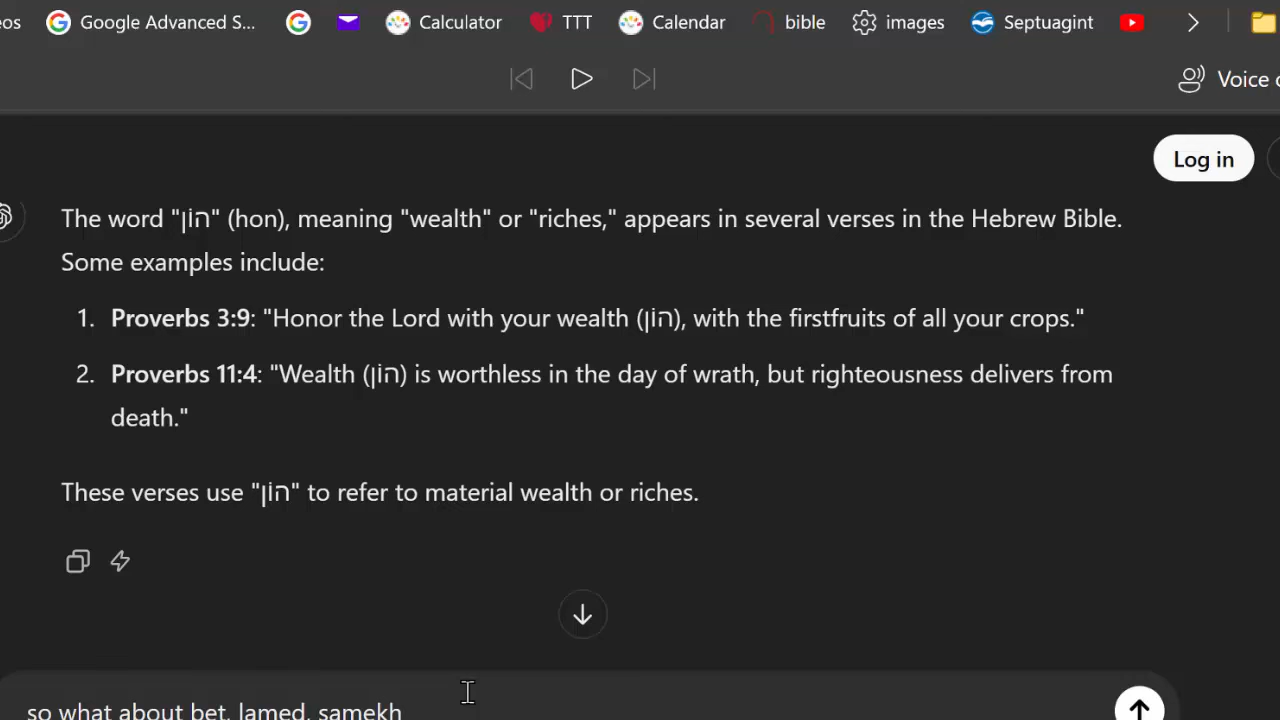 eos Google Advanced S... Calculator TTT Calendar bible images Septuagint
Voice
Log in
The word "הוֹן" (hon), meaning "wealth" or "riches," appears in several verses in the Hebrew Bible.
Some examples include:
1. Proverbs 3:9: "Honor the Lord with your wealth (הוֹן), with the firstfruits of all your crops."
2. Proverbs 11:4: "Wealth (הוֹן) is worthless in the day of wrath, but righteousness delivers from
death."
These verses use "הוֹן" to refer to material wealth or riches.
so what about bet, lamed, samekh